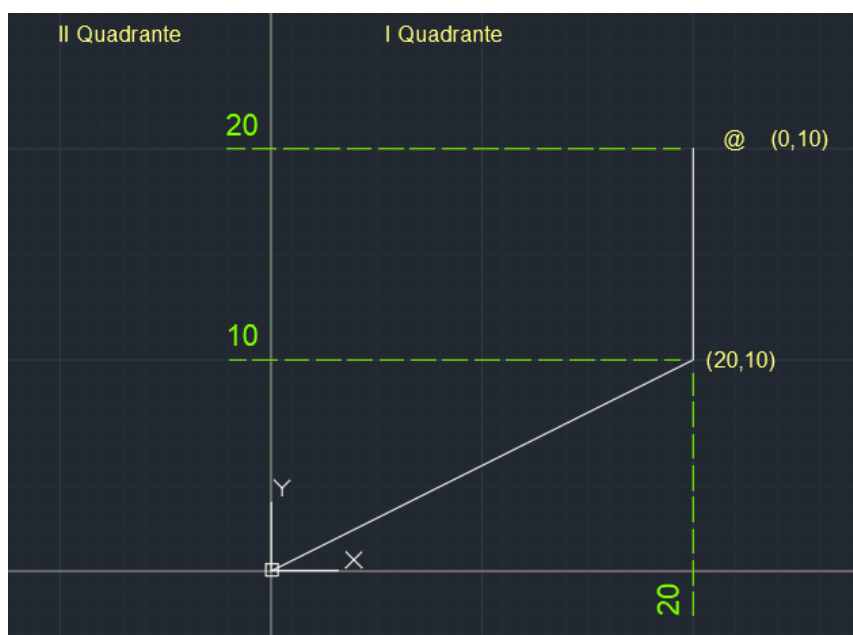 II Quadrante
I Quadrante
20
@ (0,10)
10
(20,10)
Y
X
20